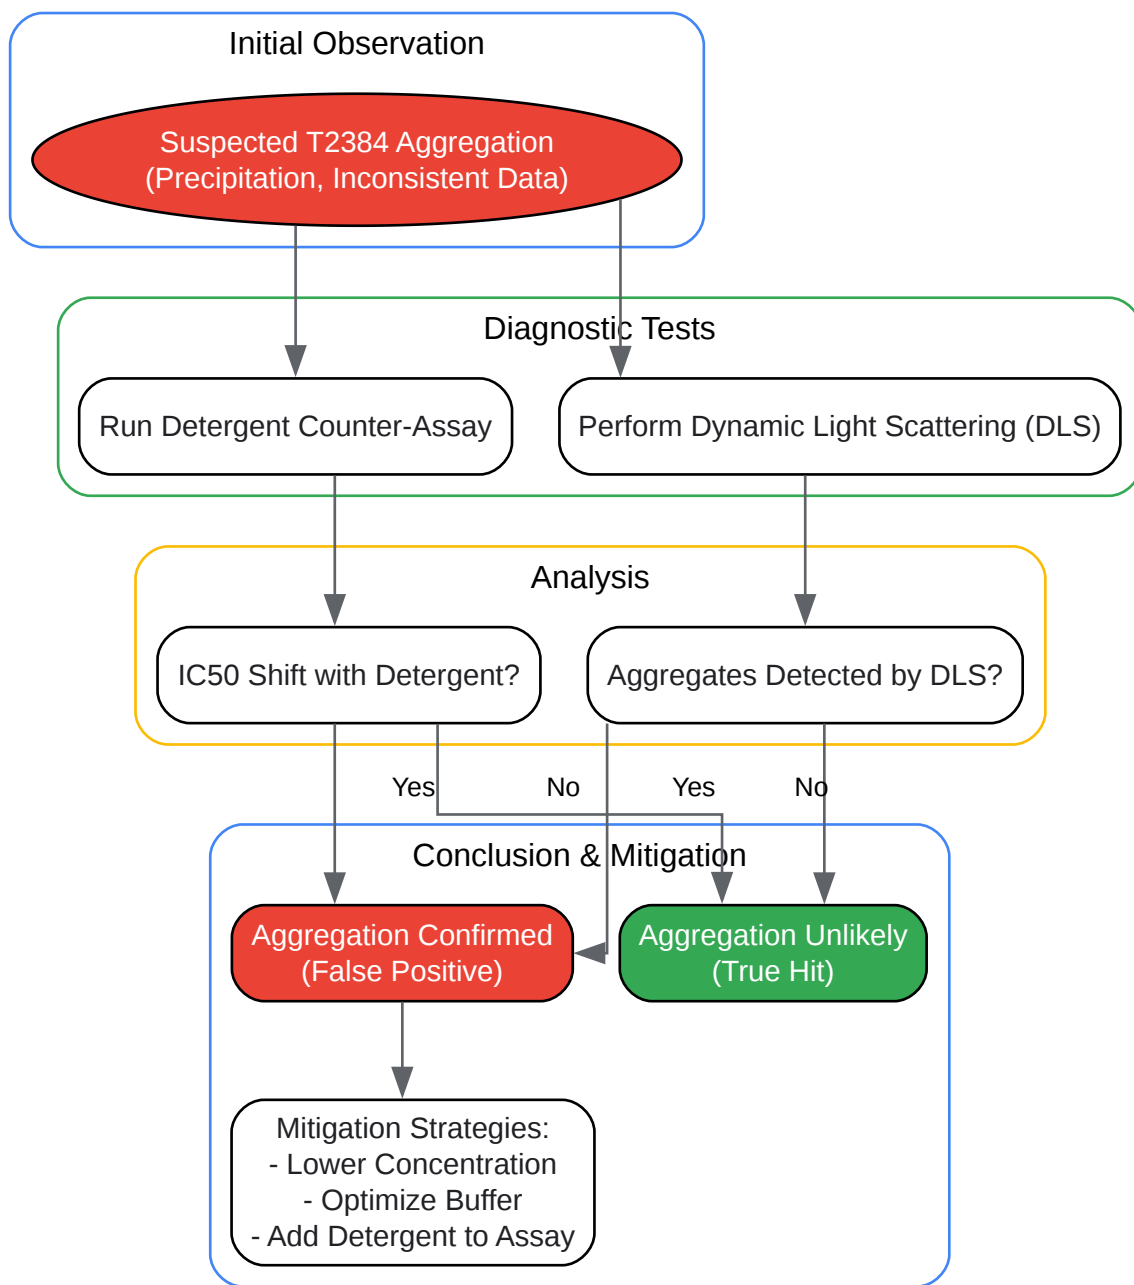 Initial Observation
Suspected T2384 Aggregation
(Precipitation, Inconsistent Data)
Diagnostic Tests
Run Detergent Counter-Assay
Perform Dynamic Light Scattering (DLS)
Analysis
IC50 Shift with Detergent?
Aggregates Detected by DLS?
Yes
No
Yes
No
Conclusion & Mitigation
Aggregation Confirmed
(False Positive)
Aggregation Unlikely
(True Hit)
Mitigation Strategies:
- Lower Concentration
- Optimize Buffer
- Add Detergent to Assay